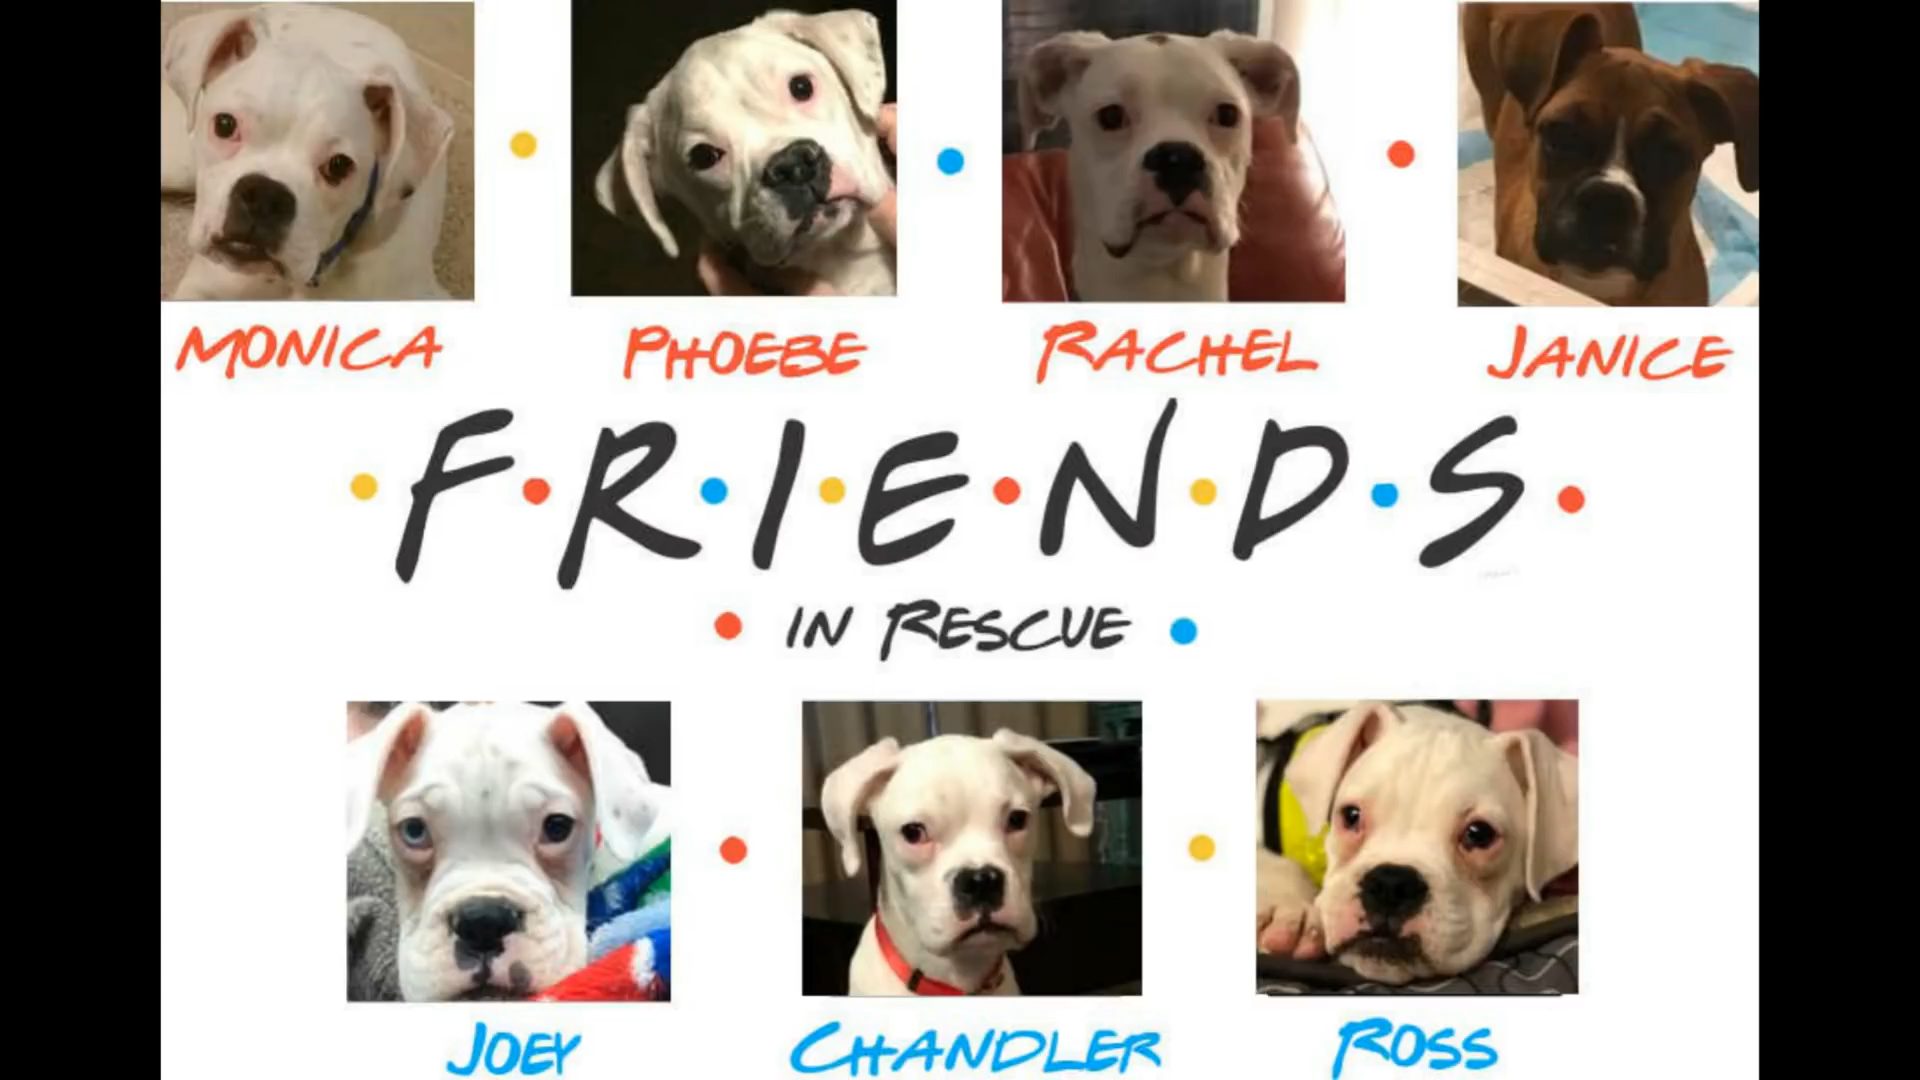 MONICA PHOEBE RACHEL JANICE
F•R•I•E•N•D•S
IN RESCUE
JOEY CHANDLER ROSS